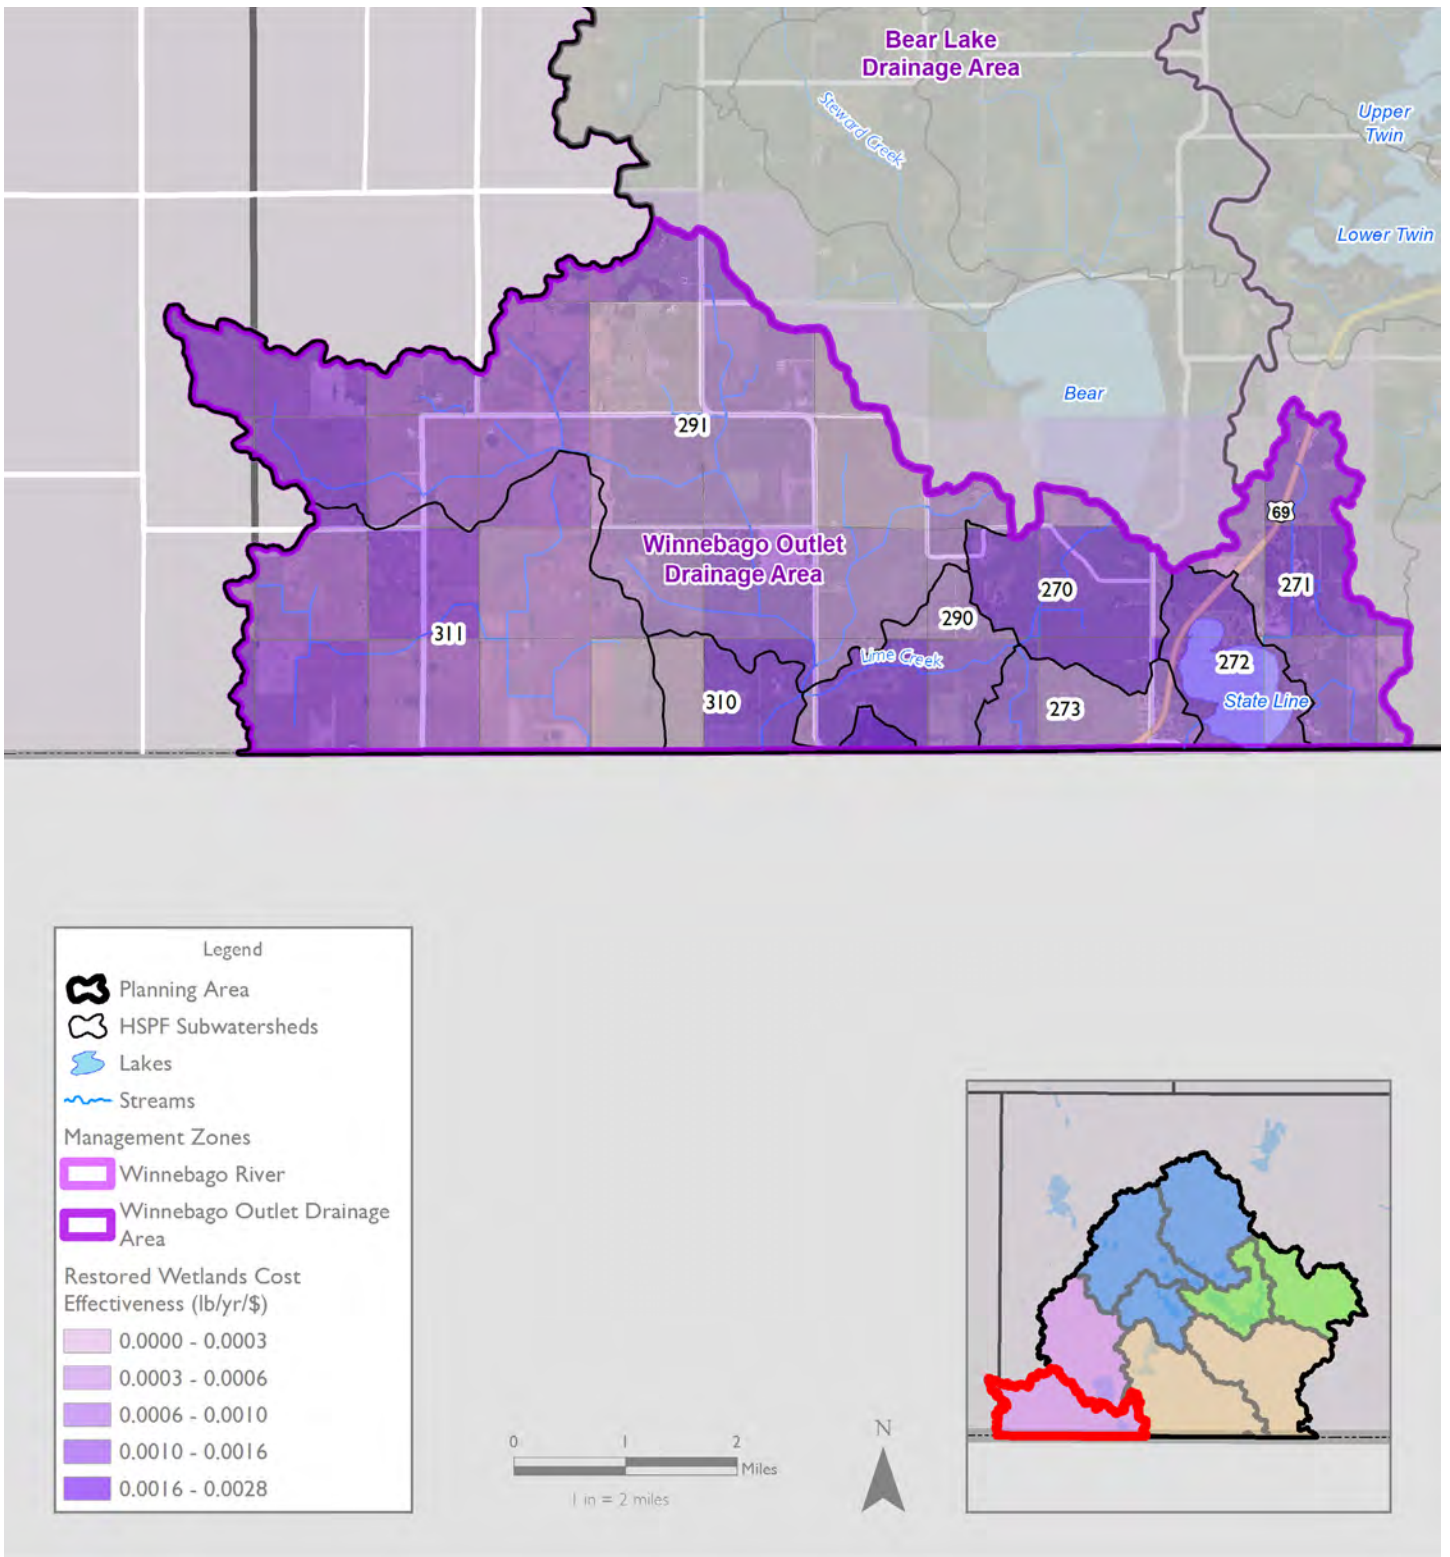 Bear Lake
Drainage Area
Steward Creek
Upper
Twin
Lower Twin
Bear
291
69
Winnebago Outlet
Drainage Area
270
271
290
311
Lime Creek
272
310
273
State Line
Legend
Planning Area
HSPF Subwatersheds
Lakes
Streams
Management Zones
Winnebago River
Winnebago Outlet Drainage
Area
Restored Wetlands Cost
Effectiveness (lb/yr/$)
0.0000 - 0.0003
0.0003 - 0.0006
0.0006 - 0.0010
0.0010 - 0.0016
0.0016 - 0.0028
0 1 2
Miles
1 in = 2 miles
N